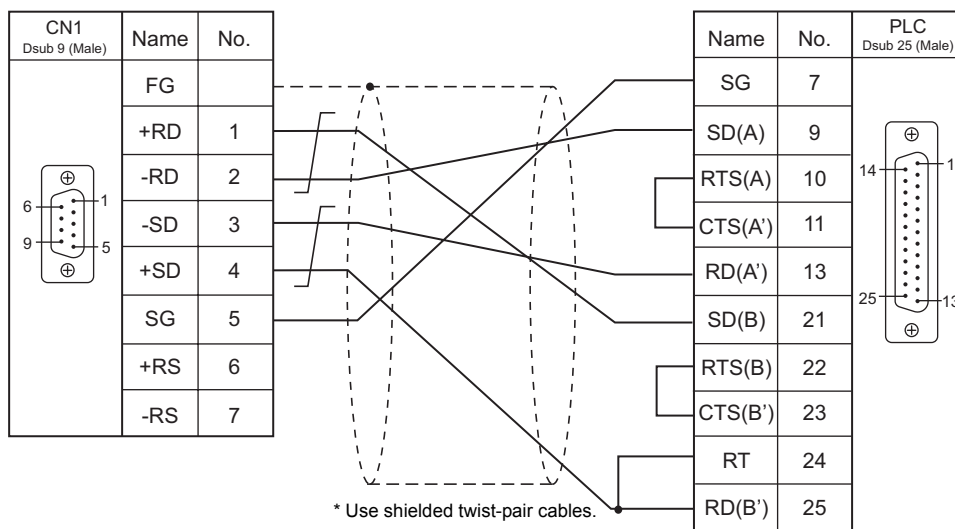 CN1
Dsub 9 (Male)
Name No.
FG
+RD 1
-RD 2
-SD 3
+SD 4
SG 5
+RS 6
-RS 7
6
1
9
5
Name No.
PLC
Dsub 25 (Male)
SG 7
SD(A) 9
RTS(A) 10
CTS(A’) 11
RD(A’) 13
SD(B) 21
RTS(B) 22
CTS(B’) 23
RT 24
RD(B’) 25
14
1
25
13
* Use shielded twist-pair cables.